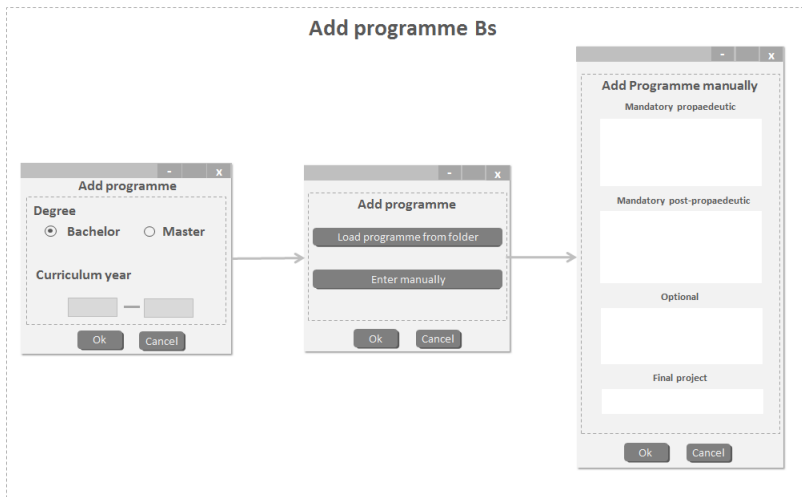 Add programme Bs
- x
Add programme
Degree
Bachelor Master
Curriculum year
—
Ok Cancel
- x
Add programme
Load programme from folder
Enter manually
Ok Cancel
- x
Add Programme manually
Mandatory propaedeutic
Mandatory post-propaedeutic
Optional
Final project
Ok Cancel